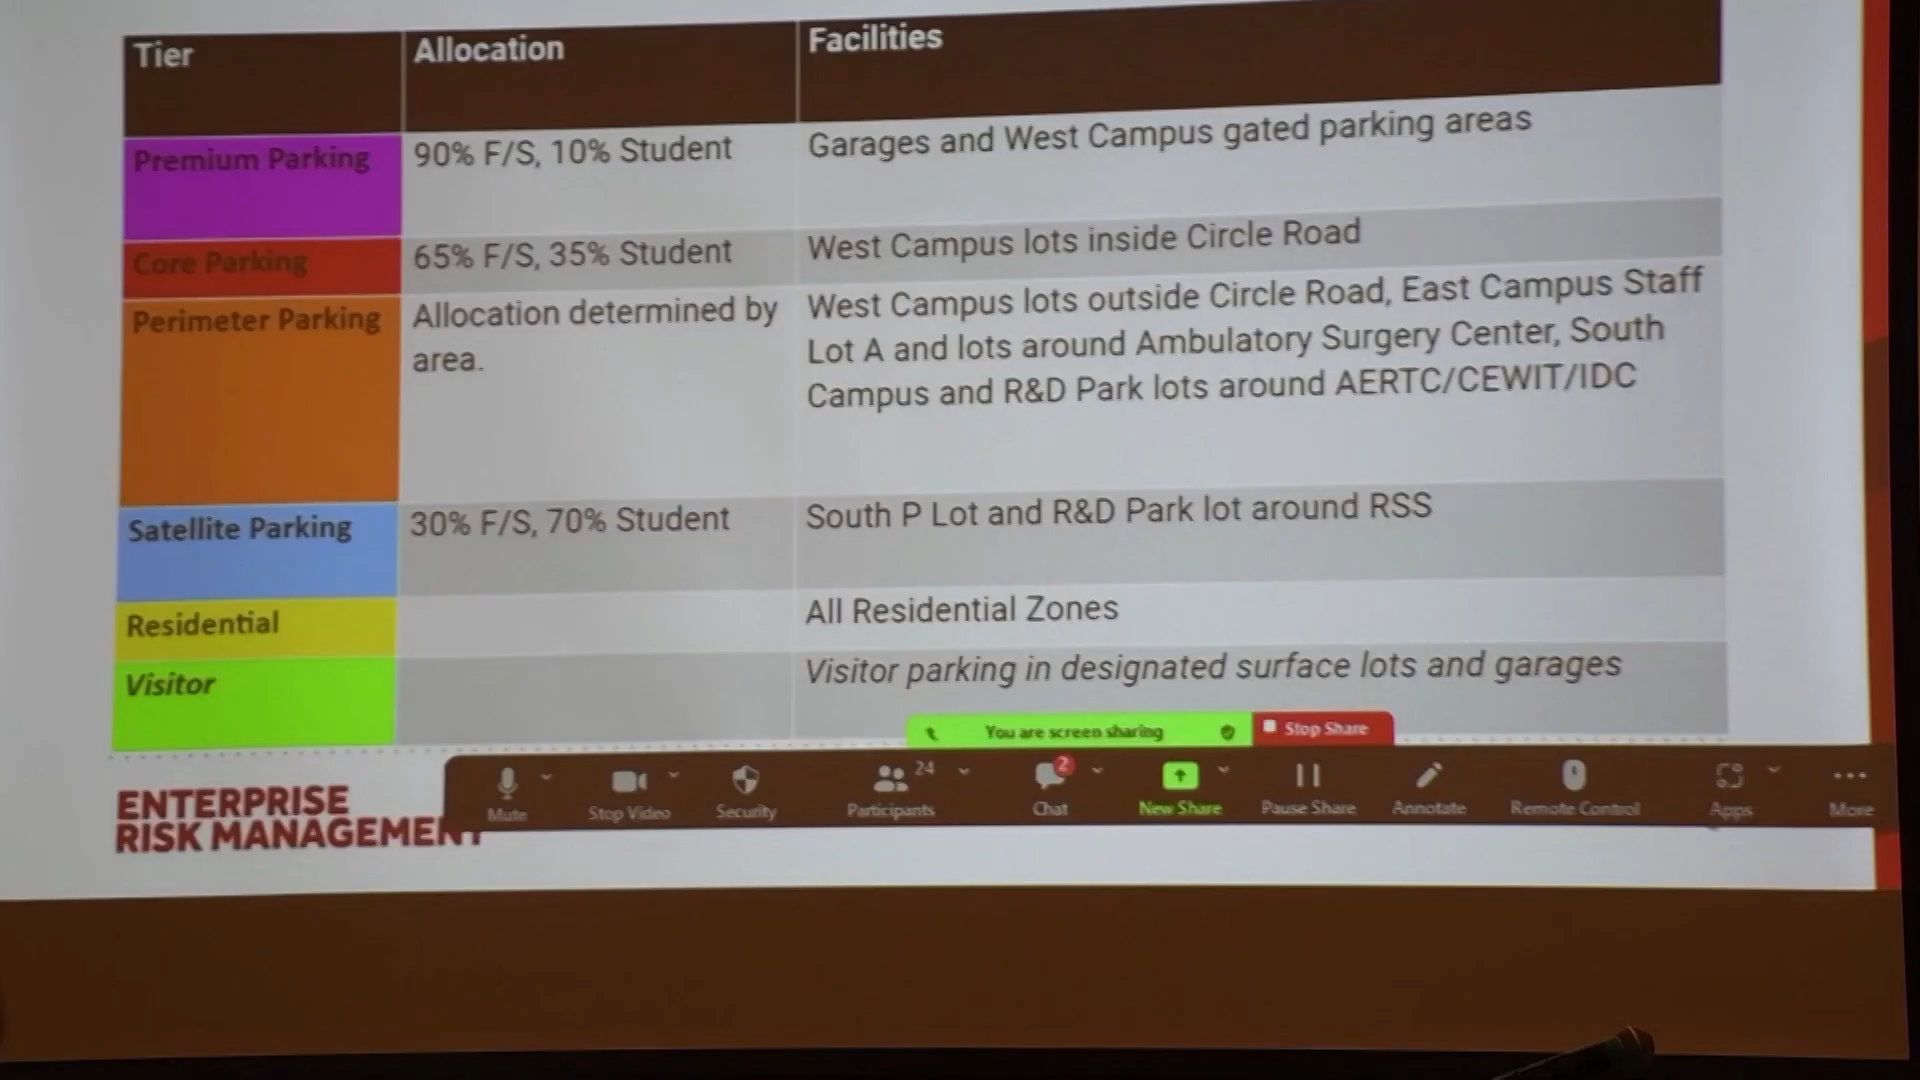 Tier Allocation Facilities
Premium Parking 90% F/S, 10% Student Garages and West Campus gated parking areas
Core Parking 65% F/S, 35% Student West Campus lots inside Circle Road
Perimeter Parking Allocation determined by West Campus lots outside Circle Road, East Campus Staff
area. Lot A and lots around Ambulatory Surgery Center, South
Campus and R&D Park lots around AERTC/CEWIT/IDC
Satellite Parking 30% F/S, 70% Student South P Lot and R&D Park lot around RSS
Residential All Residential Zones
Visitor Visitor parking in designated surface lots and garages
You are screen sharing Stop Share
24 2
Mute Stop Video Security Participants Chat New Share Pause Share Annotate Remote Control Apps More
ENTERPRISE
RISK MANAGEMENT